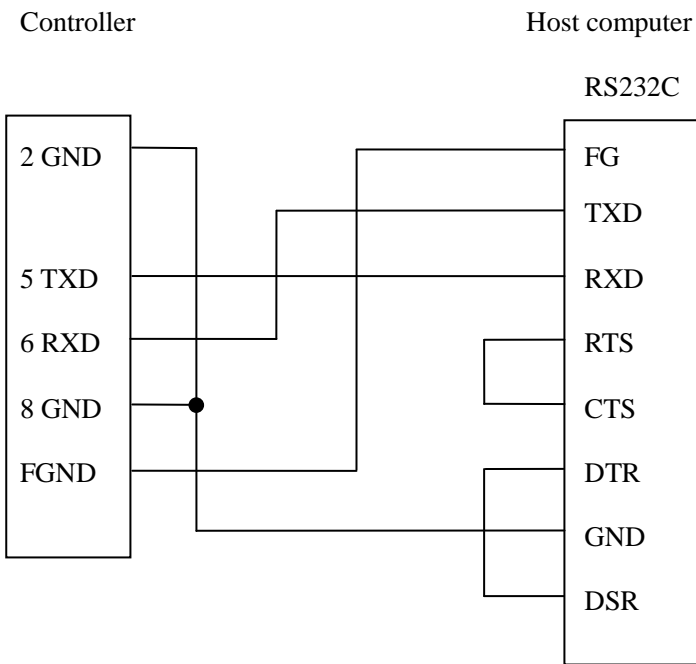 Controller
Host computer
RS232C
2 GND
5 TXD
6 RXD
8 GND
FGND
FG
TXD
RXD
RTS
CTS
DTR
GND
DSR